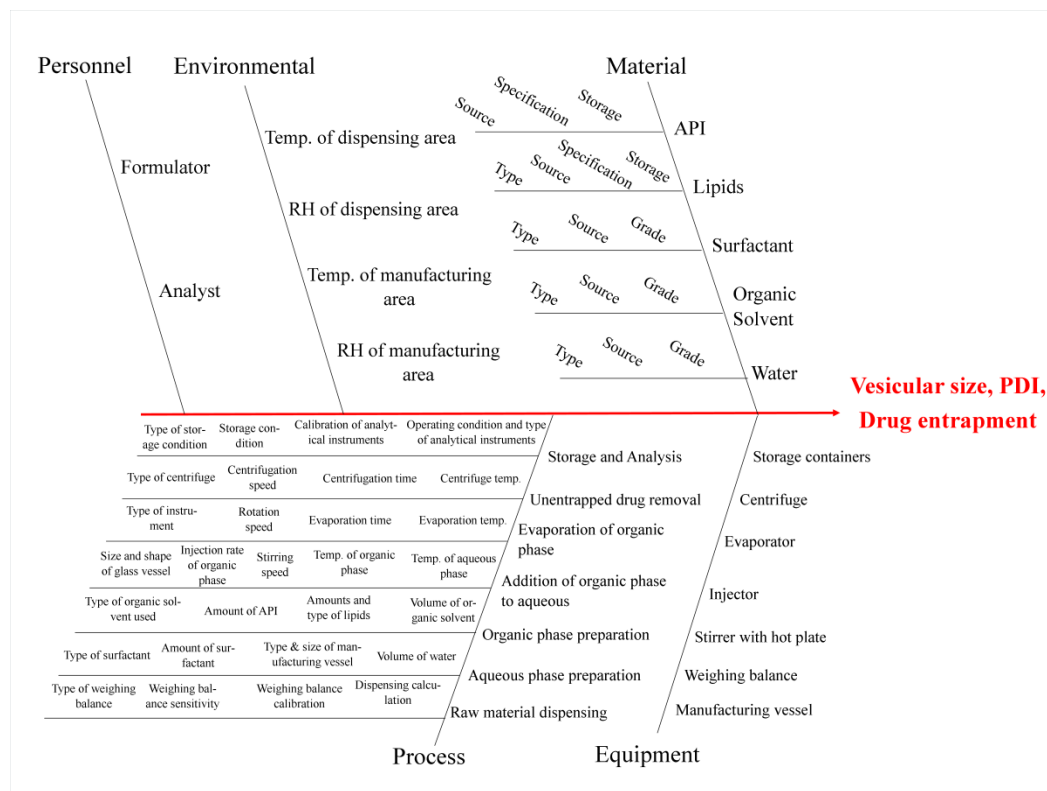 Personnel
Environmental
Material
Formulator
Analyst
Temp. of dispensing area
RH of dispensing area
Temp. of manufacturing
area
RH of manufacturing
area
Source
Specification
Storage
API
Type
Source
Specification
Storage
Lipids
Type
Source
Grade
Surfactant
Type
Source
Grade
Organic
Solvent
Type
Source
Grade
Water
Vesicular size, PDI,
Drug entrapment
Type of stor-
age condition
Storage con-
dition
Calibration of analyt-
ical instruments
Operating condition and type
of analytical instruments
Storage and Analysis
Type of centrifuge
Centrifugation
speed
Centrifugation time
Centrifuge temp.
Unentrapped drug removal
Type of instru-
ment
Rotation
speed
Evaporation time
Evaporation temp.
Evaporation of organic
phase
Size and shape
of glass vessel
Injection rate
of organic
phase
Stirring
speed
Temp. of organic
phase
Temp. of aqueous
phase
Addition of organic phase
to aqueous
Type of organic sol-
vent used
Amount of API
Amounts and
type of lipids
Volume of or-
ganic solvent
Organic phase preparation
Type of surfactant
Amount of sur-
factant
Type & size of man-
ufacturing vessel
Volume of water
Aqueous phase preparation
Type of weighing
balance
Weighing bal-
ance sensitivity
Weighing balance
calibration
Dispensing calcu-
lation
Raw material dispensing
Process
Storage containers
Centrifuge
Evaporator
Injector
Stirrer with hot plate
Weighing balance
Manufacturing vessel
Equipment